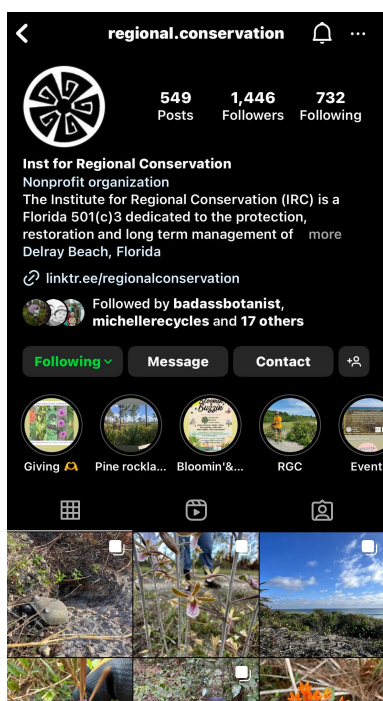 regional.conservation
549
1,446
732
Posts
Followers
Following
Inst for Regional Conservation
Nonprofit organization
The Institute for Regional Conservation (IRC) is a
Florida 501(c)3 dedicated to the protection,
restoration and long term management of more
Delray Beach, Florida
linktr.ee/regionalconservation
Followed by badassbotanist,
michellerecycles and 17 others
Following
Message
Contact
Bloomin'
Buzzin'
Giving 🫶
Pine rockla...
Bloomin'&...
RGC
Event